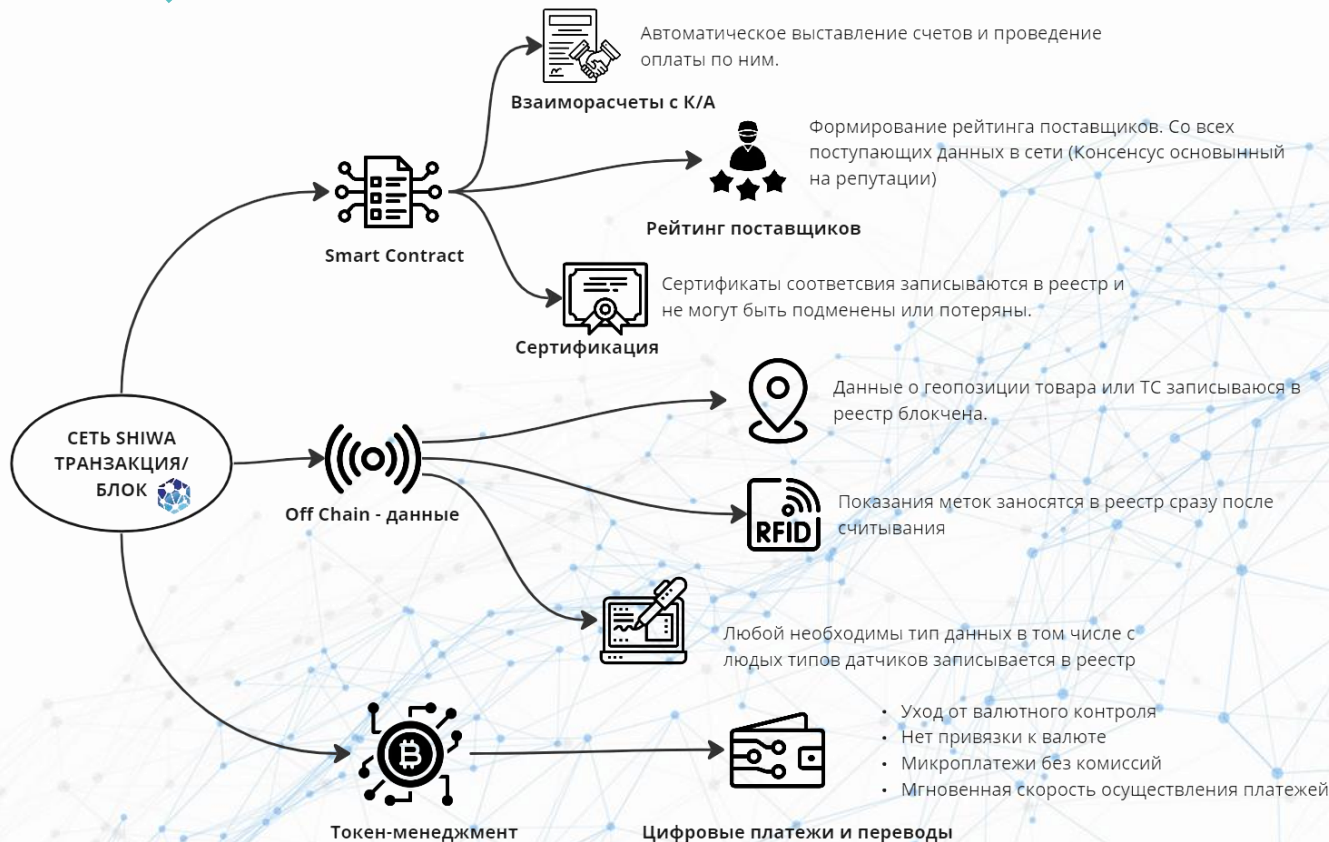 Автоматическое выставление счетов и проведение
оплаты по ним.
Взаиморасчеты с К/А
Формирование рейтинга поставщиков. Со всех
поступающих данных в сети (Консенсус основынный
на репутации)
Рейтинг поставщиков
Smart Contract
Сертификаты соответсвия записываются в реестр и
не могут быть подменены или потеряны.
Сертификация
СЕТЬ SHIWA
ТРАНЗАКЦИЯ/
БЛОК
Off Chain - данные
Данные о геопозиции товара или ТС записываюся в
реестр блокчена.
RFID
Показания меток заносятся в реестр сразу после
считывания
Любой необходимы тип данных в том числе с
людых типов датчиков записывается в реестр
Токен-менеджмент
• Уход от валютного контроля
• Нет привязки к валюте
• Микроплатежи без комиссий
• Мгновенная скорость осуществления платежей
Цифровые платежи и переводы